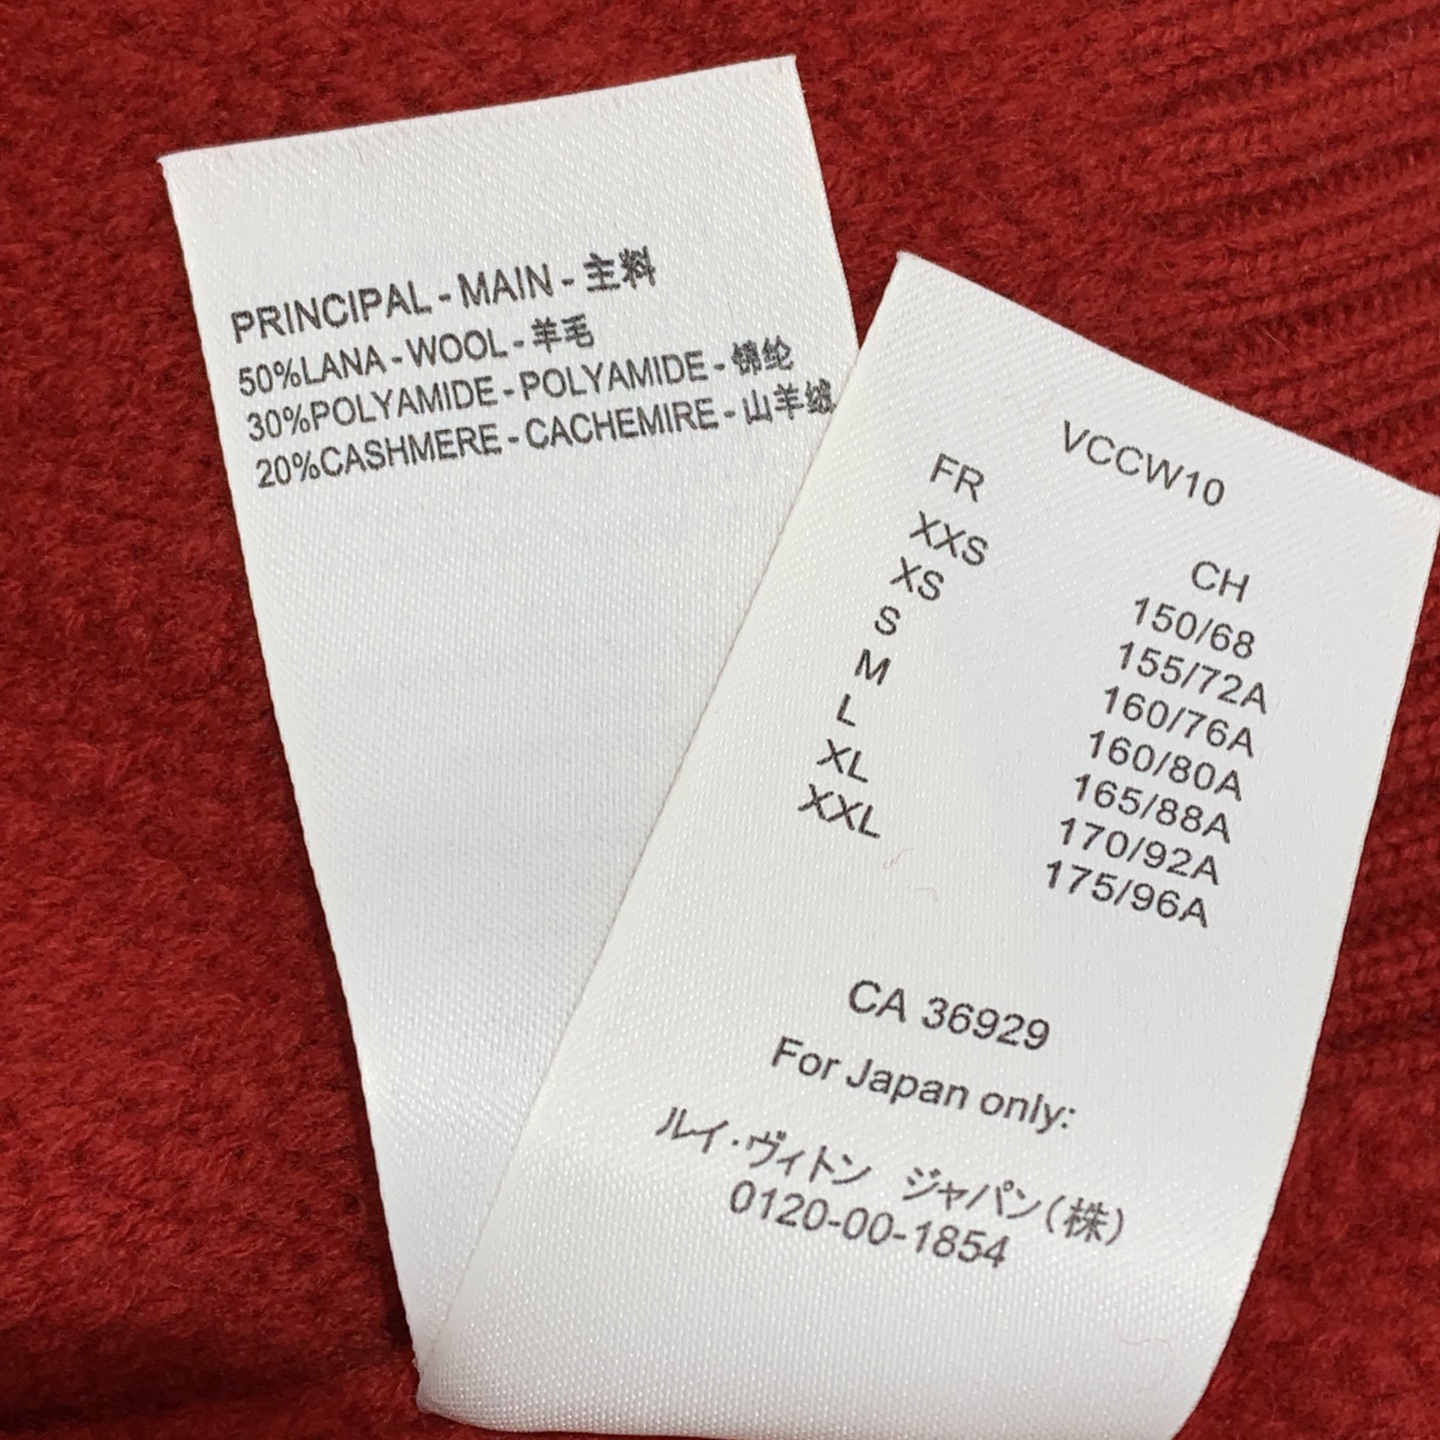 PRINCIPAL - MAIN - 主料
50%LANA - WOOL - 羊毛
30%POLYAMIDE - POLYAMIDE - 锦纶
20%CASHMERE - CACHEMIRE - 山羊绒
VCCW10
FR CH
XXS 150/68
XS 155/72A
S 160/76A
M 160/80A
L 165/88A
XL 170/92A
XXL 175/96A
CA 36929
For Japan only:
ルイ・ヴィトン ジャパン(株)
0120-00-1854